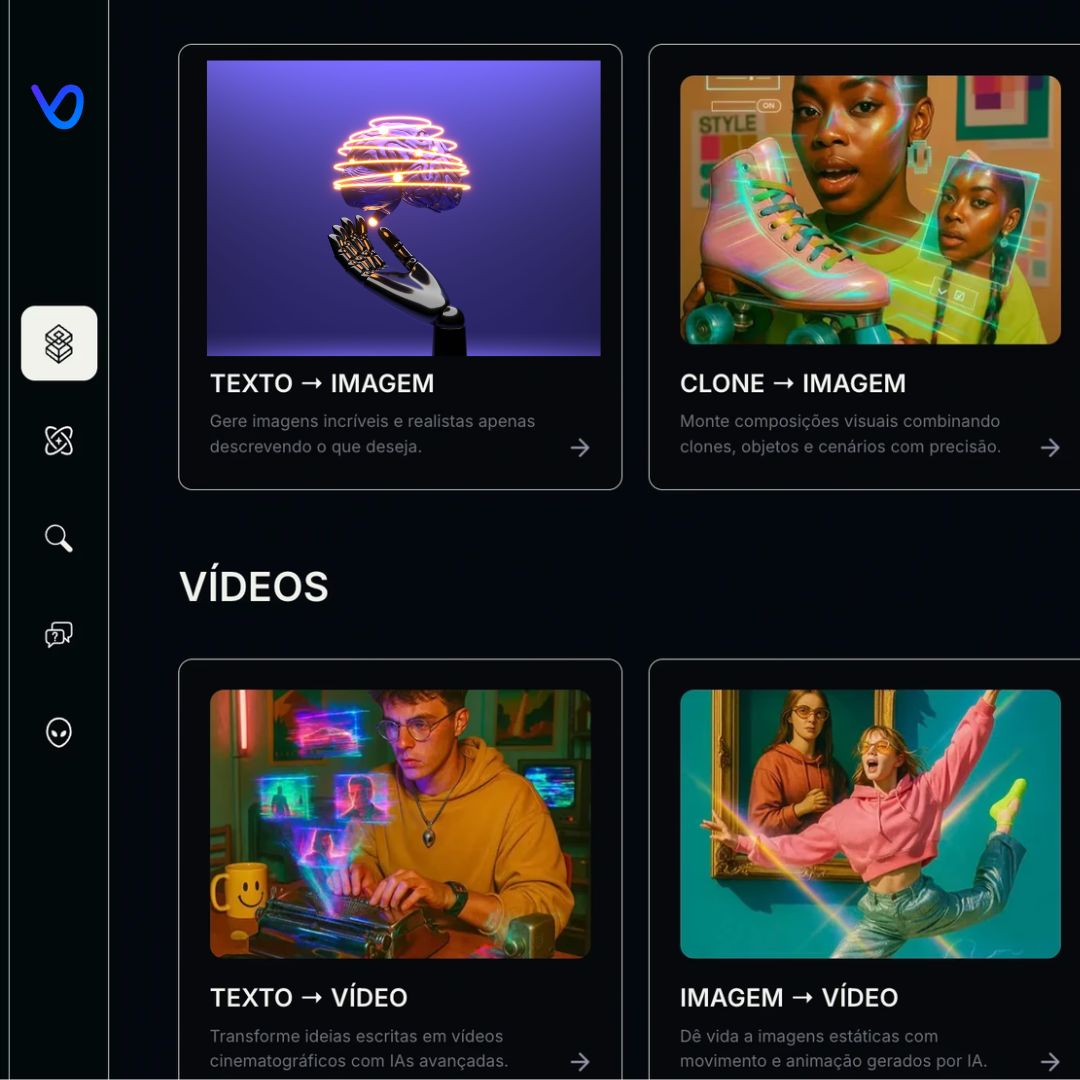 ON
STYLE
TEXTO → IMAGEM
Gere imagens incríveis e realistas apenas
descrevendo o que deseja.
CLONE → IMAGEM
Monte composições visuais combinando
clones, objetos e cenários com precisão.
VÍDEOS
TEXTO → VÍDEO
Transforme ideias escritas em vídeos
cinematográficos com IAs avançadas.
IMAGEM → VÍDEO
Dê vida a imagens estáticas com
movimento e animação gerados por IA.